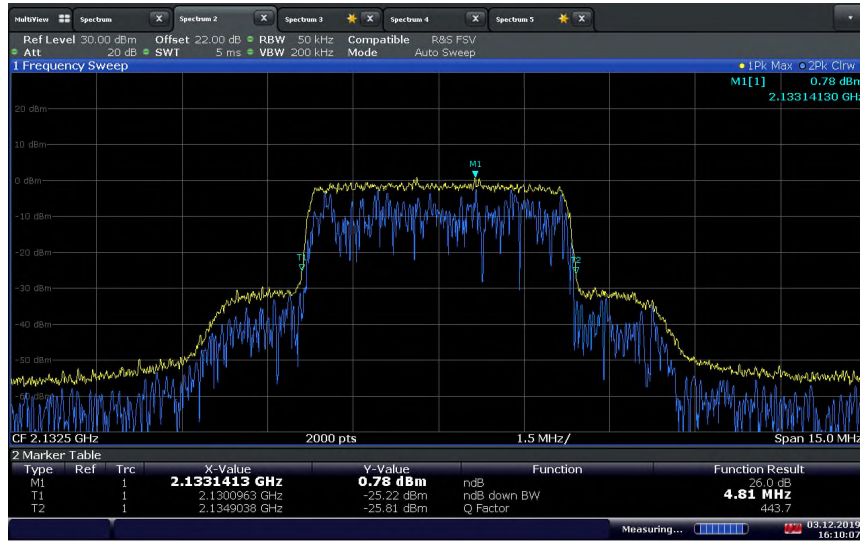 MultiView Spectrum X Spectrum 2 X Spectrum 3 X Spectrum 4 X Spectrum 5 X
Ref Level 30.00 dBm Offset 22.00 dB RBW 50 kHz Compatible R&S FSV
Att 20 dB SWT 5 ms VBW 200 kHz Mode Auto Sweep
1 Frequency Sweep 1Pk Max 2Pk Clrw
M1[1] 0.78 dBm
2.13314130 GHz
20 dBm
10 dBm
M1
0 dBm
-10 dBm
-20 dBm
T1
T2
-30 dBm
-40 dBm
-50 dBm
-60 dBm
CF 2.1325 GHz 2000 pts 1.5 MHz/ Span 15.0 MHz
2 Marker Table
Type Ref Trc X-Value Y-Value Function Function Result
M1 1 2.1331413 GHz 0.78 dBm ndB 26.0 dB
T1 1 2.1300963 GHz -25.22 dBm ndB down BW 4.81 MHz
T2 1 2.1349038 GHz -25.81 dBm Q Factor 443.7
Measuring... 03.12.2019
16:10:07